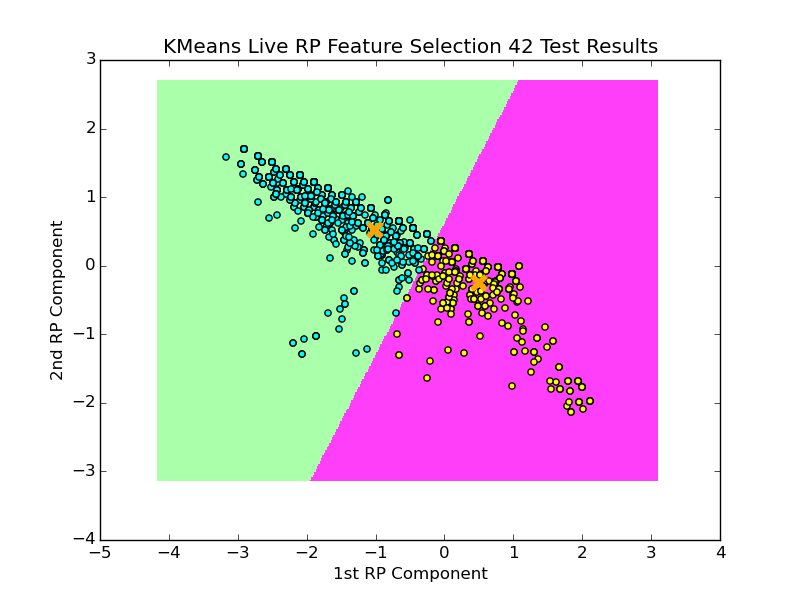 KMeans Live RP Feature Selection 42 Test Results
3
2
1
0
−1
−2
−3
−4
2nd RP Component
−5 −4 −3 −2 −1 0 1 2 3 4
1st RP Component